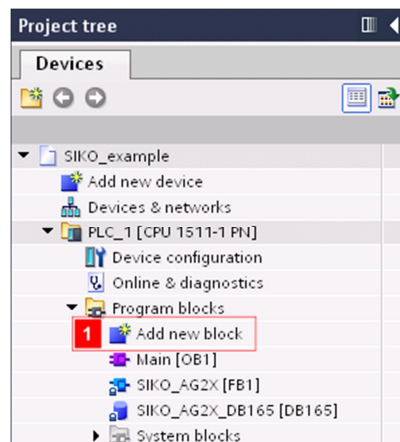 Project tree
Devices
SIKO_example
Add new device
Devices & networks
PLC_1 [CPU 1511-1 PN]
Device configuration
Online & diagnostics
Program blocks
1 Add new block
Main [OB1]
SIKO_AG2X [FB1]
SIKO_AG2X_DB165 [DB165]
System blocks